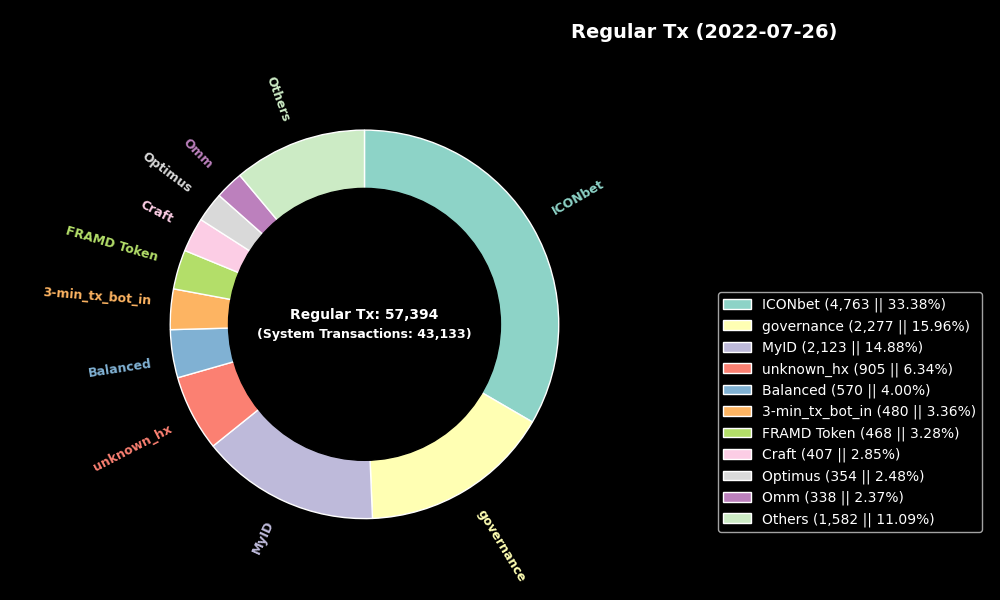 Regular Tx (2022-07-26)
Others
Omm
Optimus
Craft
FRAMD Token
3-min_tx_bot_in
Balanced
unknown_hx
MyID
governance
ICONbet
Regular Tx: 57,394
(System Transactions: 43,133)
ICONbet (4,763 || 33.38%)
governance (2,277 || 15.96%)
MyID (2,123 || 14.88%)
unknown_hx (905 || 6.34%)
Balanced (570 || 4.00%)
3-min_tx_bot_in (480 || 3.36%)
FRAMD Token (468 || 3.28%)
Craft (407 || 2.85%)
Optimus (354 || 2.48%)
Omm (338 || 2.37%)
Others (1,582 || 11.09%)